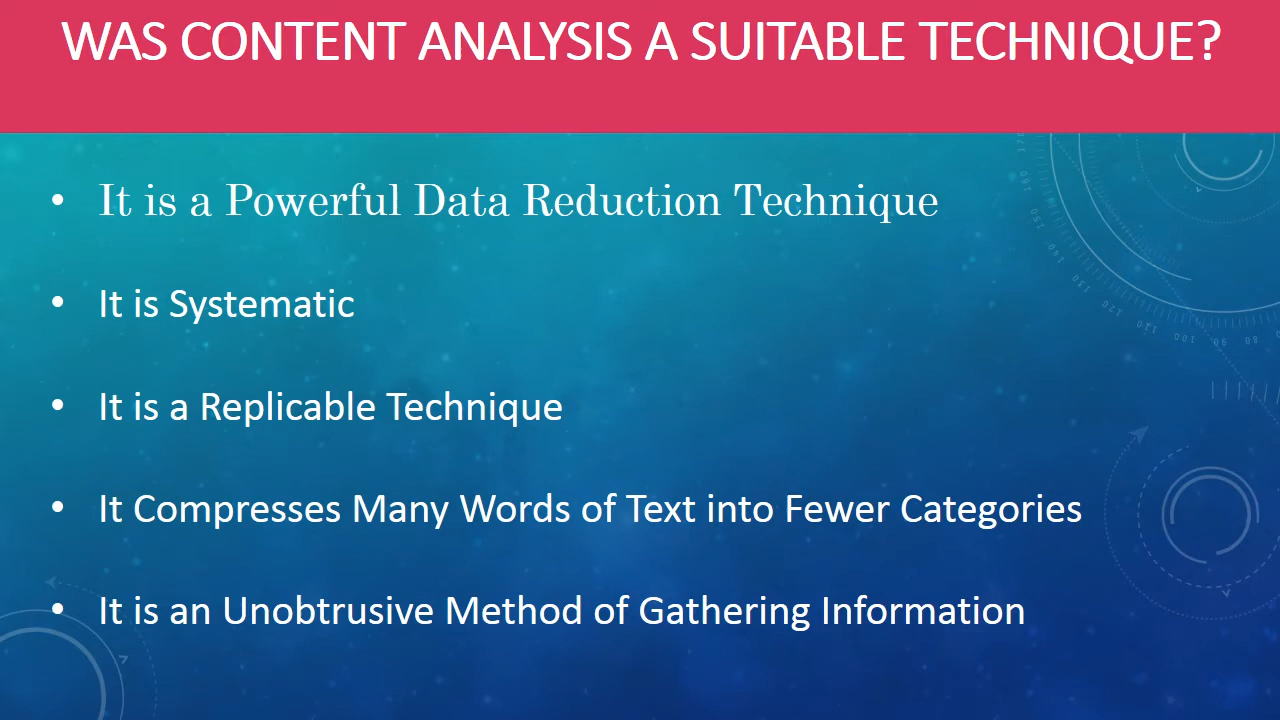 WAS CONTENT ANALYSIS A SUITABLE TECHNIQUE?
• It is a Powerful Data Reduction Technique
• It is Systematic
• It is a Replicable Technique
• It Compresses Many Words of Text into Fewer Categories
• It is an Unobtrusive Method of Gathering Information